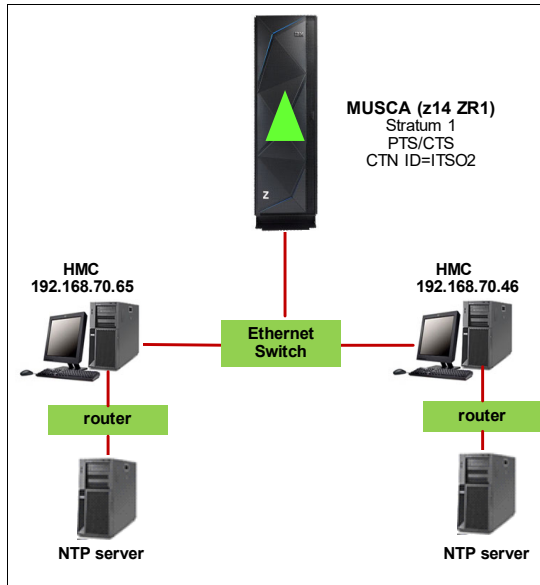 MUSCA (z14 ZR1)
Stratum 1
PTS/CTS
CTN ID=ITSO2
Z
HMC
192.168.70.65
HMC
192.168.70.46
Ethernet
Switch
router
router
NTP server
NTP server